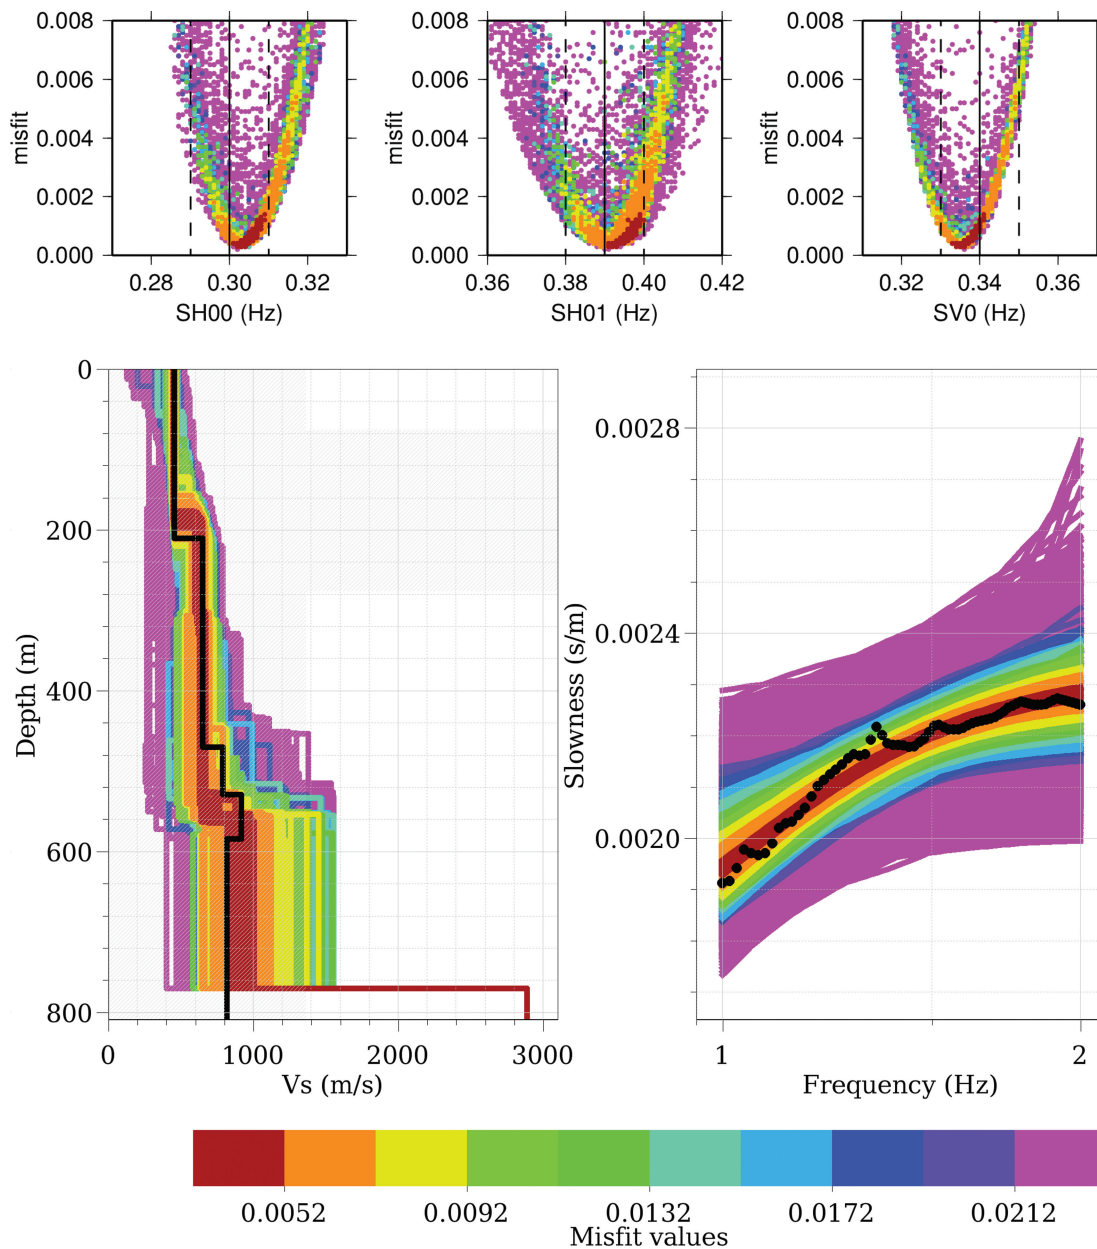 0.008 0.008 0.008
0.006 0.006 0.006
misfit 0.004 misfit 0.004 misfit 0.004
0.002 0.002 0.002
0.000 0.000 0.000
0.28 0.30 0.32 0.36 0.38 0.40 0.42 0.32 0.34 0.36
SH00 (Hz) SH01 (Hz) SV0 (Hz)
0
200
400
600
800
Depth (m)
0 1000 2000 3000
Vs (m/s)
0.0028
0.0024
0.0020
Slowness (s/m)
1 2
Frequency (Hz)
0.0052 0.0092 0.0132 0.0172 0.0212
Misfit values